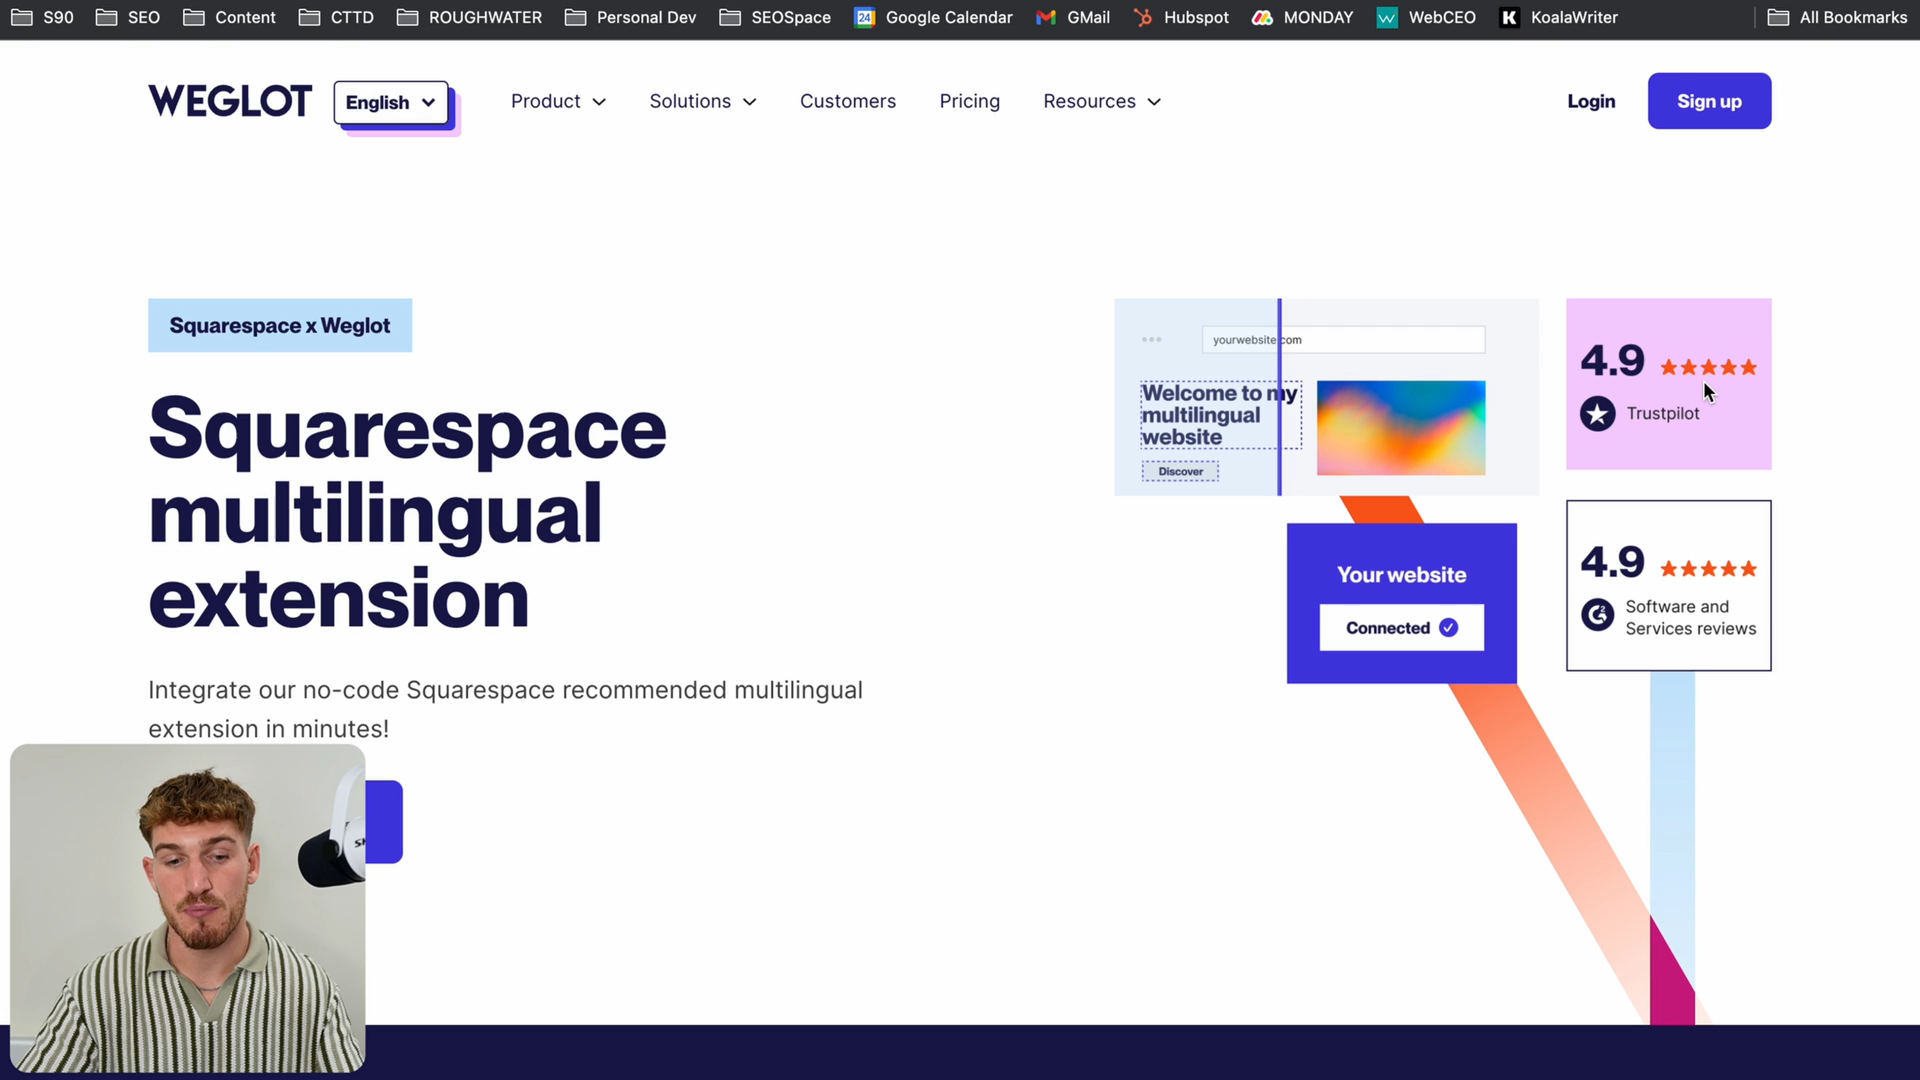 S90 SEO Content CTTD ROUGHWATER Personal Dev SEOSpace 24 Google Calendar GMail Hubspot MONDAY W WebCEO K KoalaWriter All Bookmarks
WEGLOT English Product Solutions Customers Pricing Resources Login Sign up
Squarespace x Weglot
Squarespace
multilingual
extension
Integrate our no-code Squarespace recommended multilingual
extension in minutes!
yourwebsite.com
Welcome to my
multilingual
website
Discover
Your website
Connected
4.9
Trustpilot
4.9
G2
Software and
Services reviews